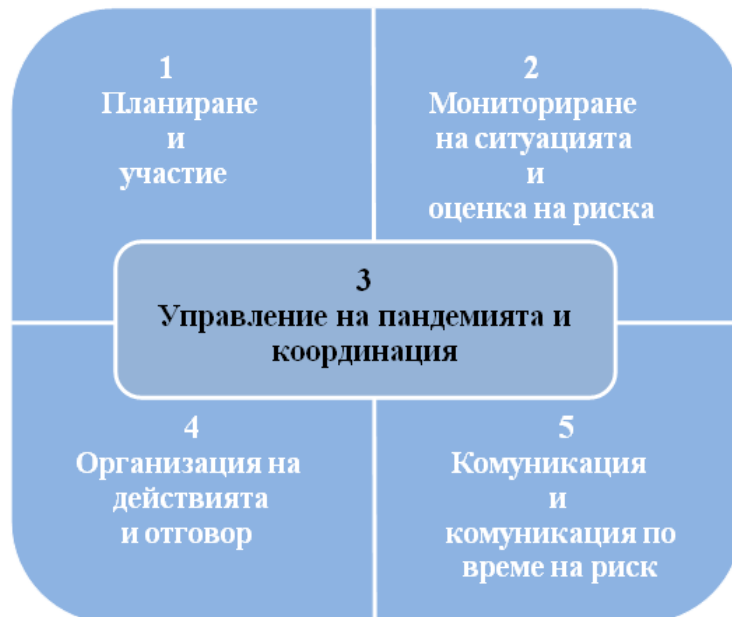 1
Планиране
и
участие
2
Мониториране
на ситуацията
и
оценка на риска
3
Управление на пандемията и
координация
4
Организация на
действията
и отговор
5
Комуникация
и
комуникация по
време на риск